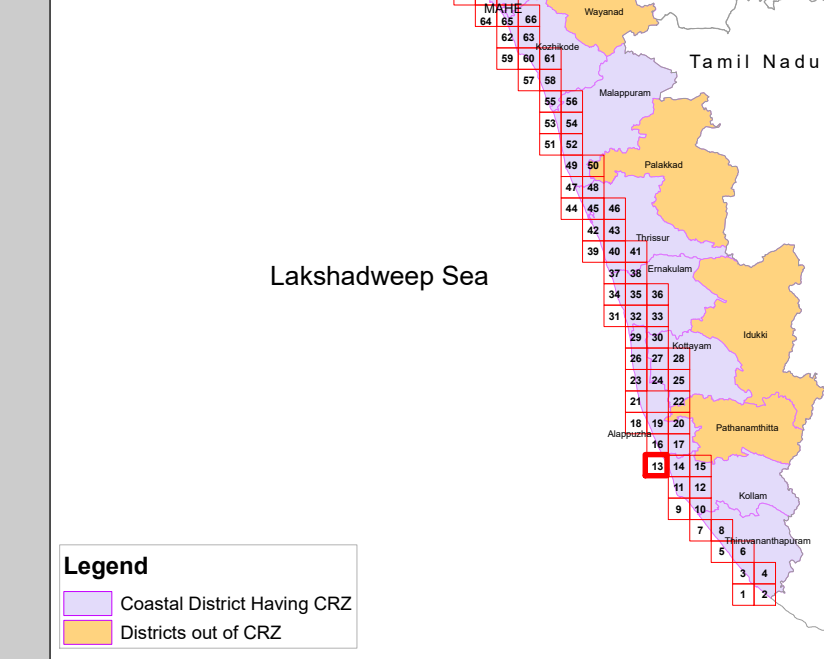 MAHE
Wayanad
64 65 66
62 63
Kozhikode
59 60 61
Tamil Nadu
57 58
Malappuram
55 56
53 54
51 52
49 50
Palakkad
47 48
44 45 46
42 43
Thrissur
39 40 41
37 38
Ernakulam
Lakshadweep Sea
34 35 36
31 32 33
29 30
Idukki
Kottayam
26 27 28
23 24 25
21 22
18 19 20
Pathanamthitta
Alappuzha
16 17
13 14 15
11 12
Kollam
9 10
7 8
Thiruvananthapuram
5 6
3 4
1 2
Legend
Coastal District Having CRZ
Districts out of CRZ